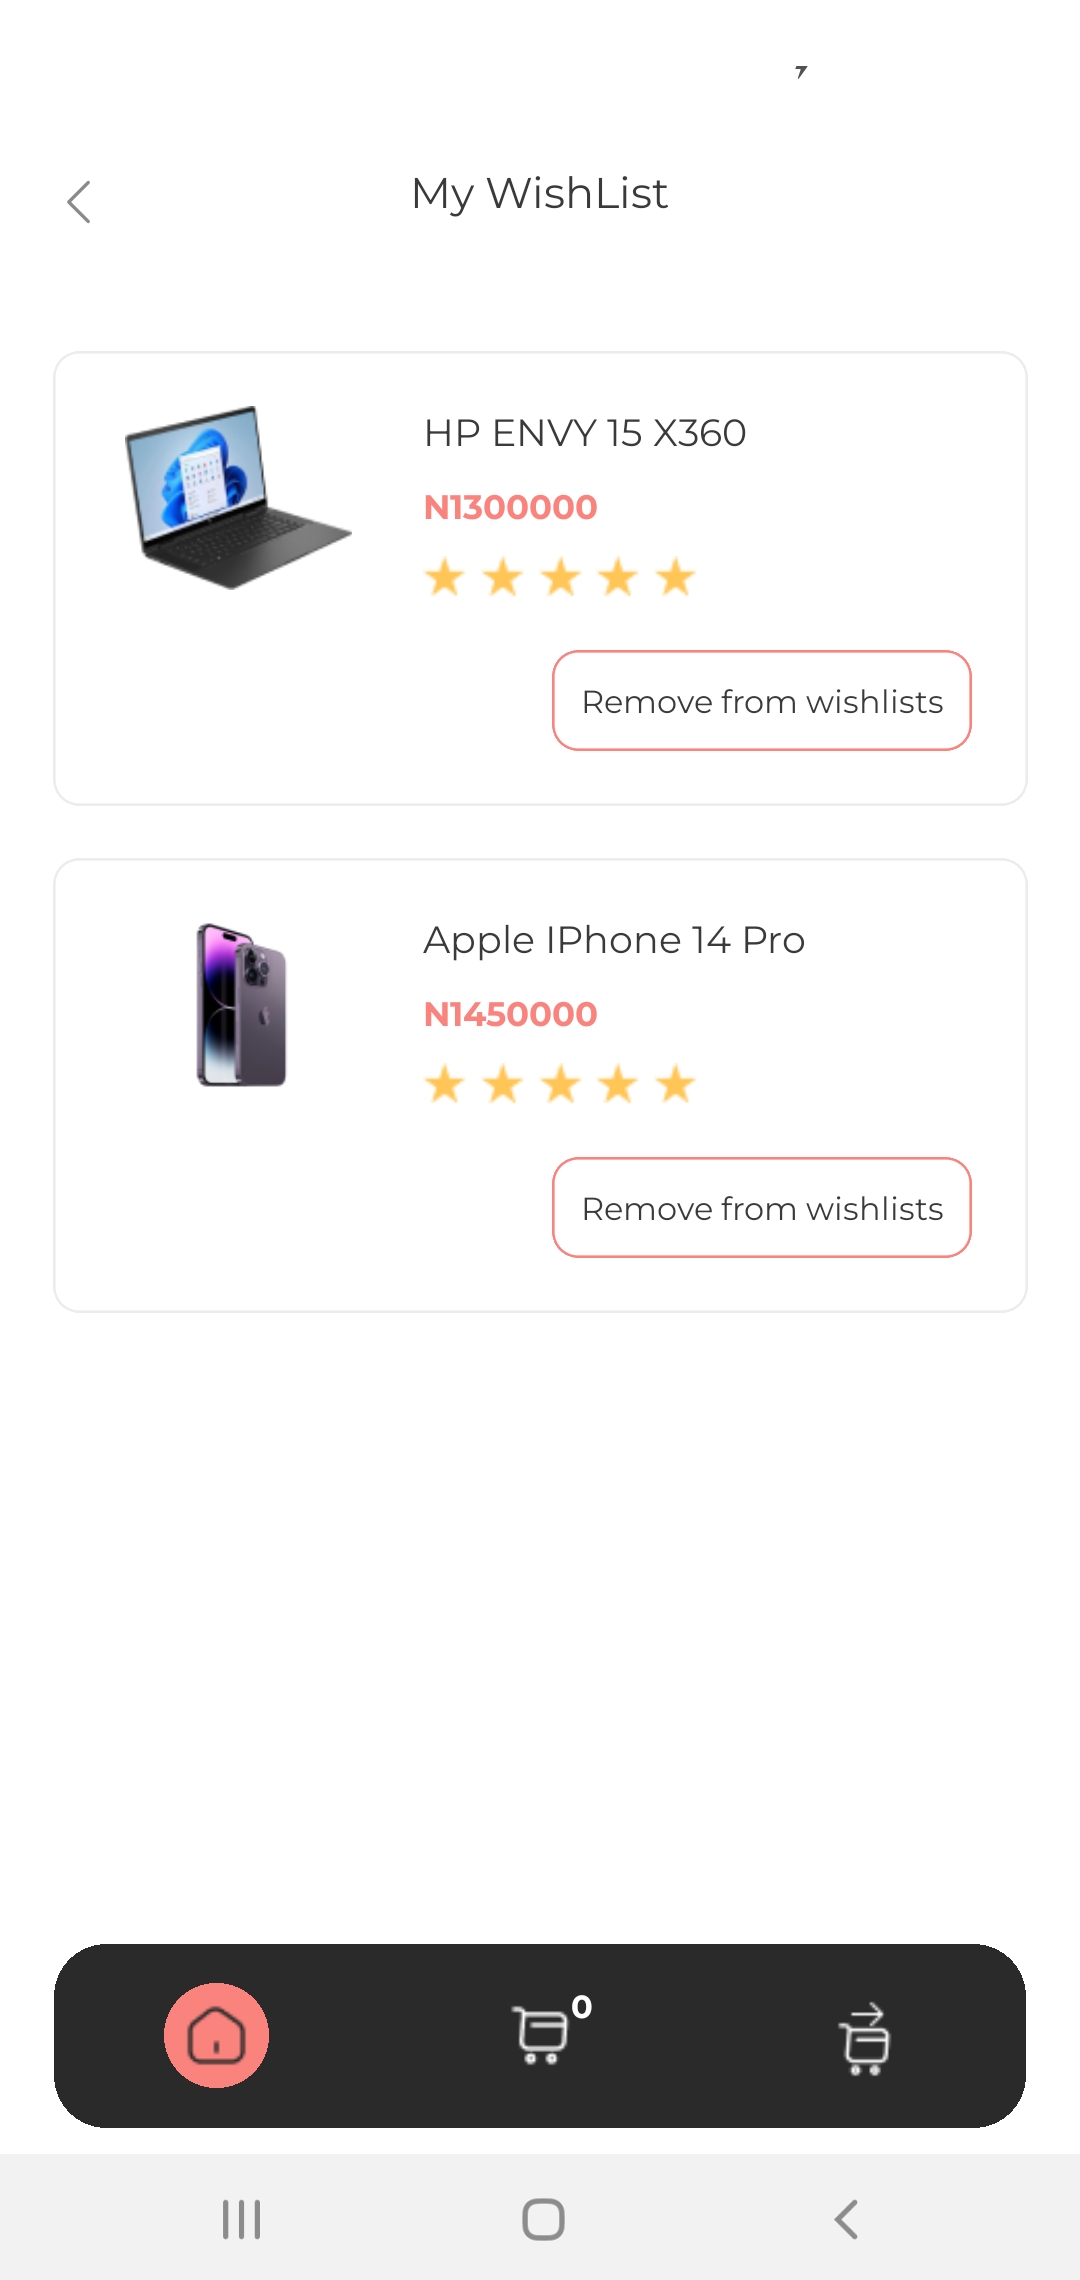 My WishList
HP ENVY 15 X360
N1300000
Remove from wishlists
Apple IPhone 14 Pro
N1450000
Remove from wishlists
0